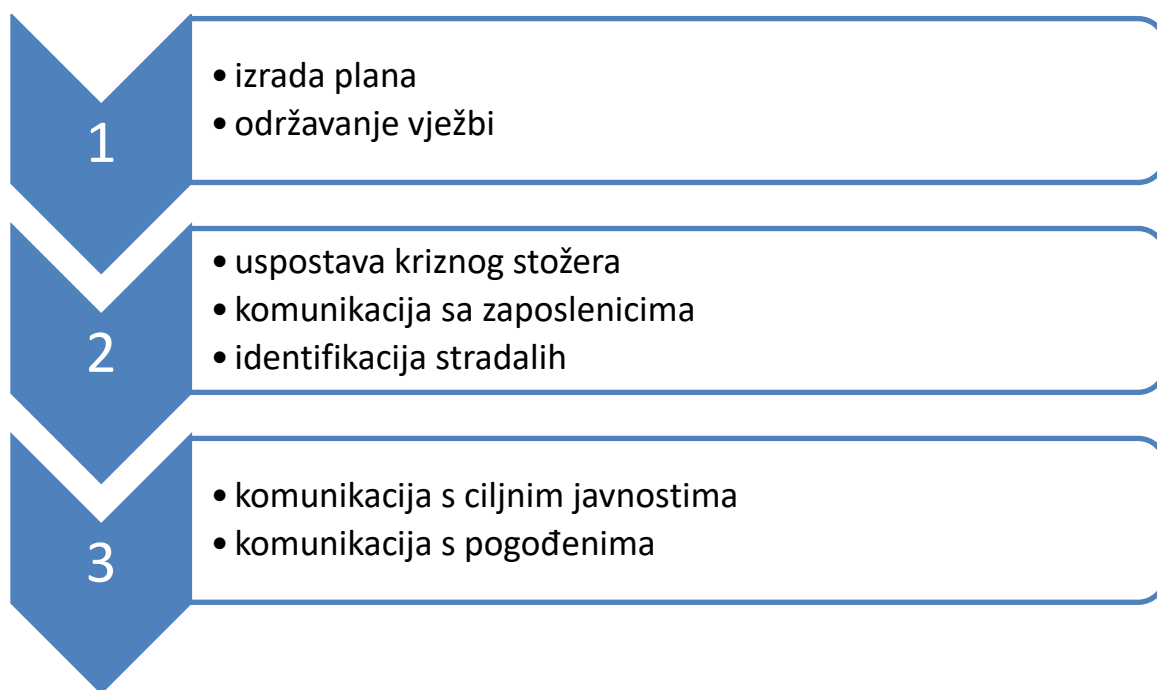 1
• izrada plana
• održavanje vježbi
2
• uspostava kriznog stožera
• komunikacija sa zaposlenicima
• identifikacija stradalih
3
• komunikacija s ciljnim javnostima
• komunikacija s pogođenima